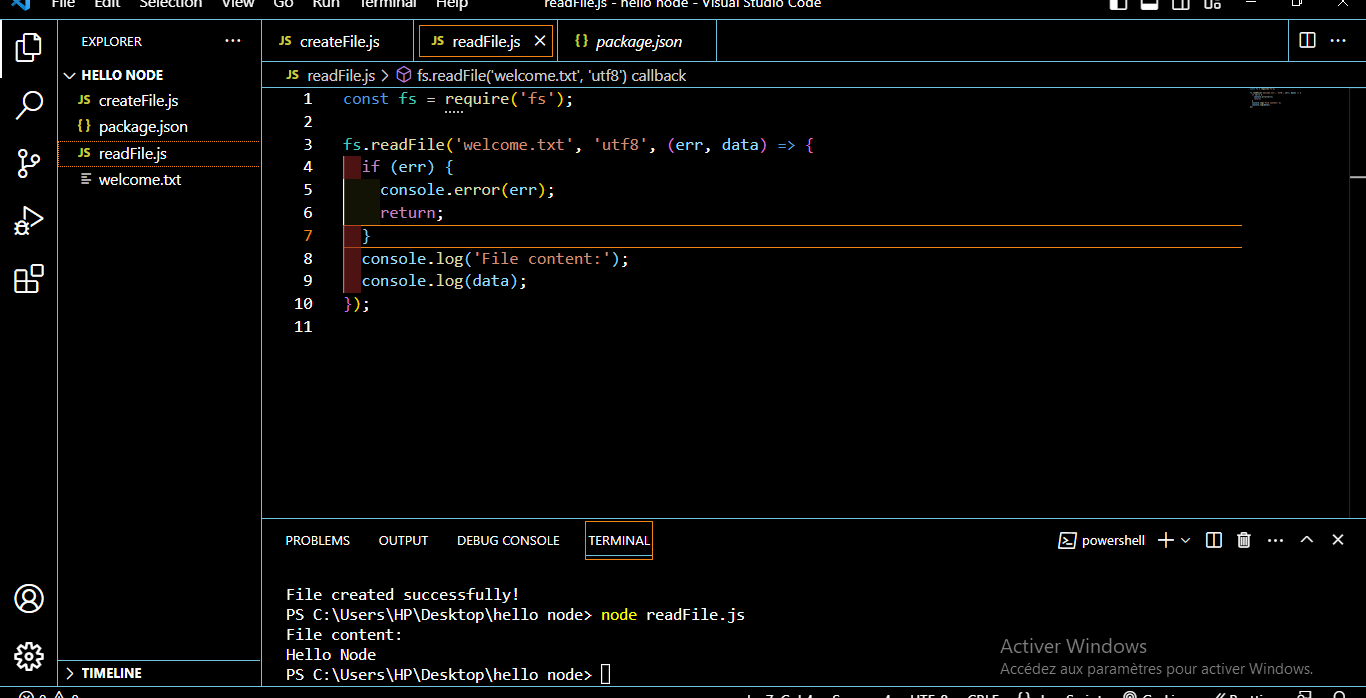 File Edit Selection View Go Run Terminal Help readFile.js - hello node - Visual Studio Code
EXPLORER ...
JS createFile.js JS readFile.js × {} package.json ...
HELLO NODE
JS createFile.js
{} package.json
JS readFile.js
welcome.txt
JS readFile.js > fs.readFile('welcome.txt', 'utf8') callback
1 const fs = require('fs');
2
3 fs.readFile('welcome.txt', 'utf8', (err, data) => {
4 if (err) {
5 console.error(err);
6 return;
7 }
8 console.log('File content:');
9 console.log(data);
10 });
11
PROBLEMS OUTPUT DEBUG CONSOLE TERMINAL powershell
File created successfully!
PS C:\Users\HP\Desktop\hello node> node readFile.js
File content:
Hello Node
PS C:\Users\HP\Desktop\hello node>
Activer Windows
Accédez aux paramètres pour activer Windows.
TIMELINE